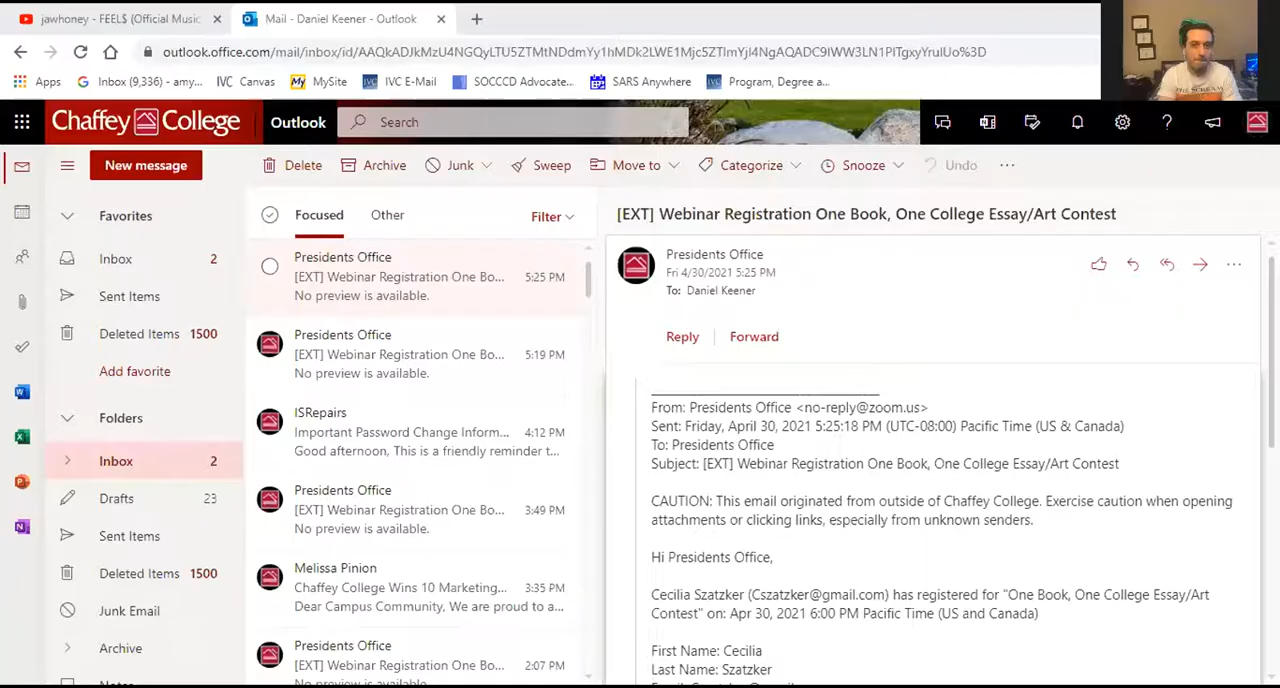 jawhoney - FEEL$ (Official Music
Mail - Daniel Keener - Outlook
Apps
Inbox (9,336) - amy...
IVC Canvas
MySite
IVC E-Mail
SOCCCD Advocate...
SARS Anywhere
Program, Degree a...
Chaffey College
Outlook
Search
New message
Delete
Archive
Junk
Sweep
Move to
Categorize
Snooze
Undo
Favorites
Inbox 2
Sent Items
Deleted Items 1500
Add favorite
Folders
Inbox 2
Drafts 23
Sent Items
Deleted Items 1500
Junk Email
Archive
Focused
Other
Filter
Presidents Office
[EXT] Webinar Registration One Bo... 5:25 PM
No preview is available.
Presidents Office
[EXT] Webinar Registration One Bo... 5:19 PM
No preview is available.
ISRepairs
Important Password Change Inform... 4:12 PM
Good afternoon, This is a friendly reminder t...
Presidents Office
[EXT] Webinar Registration One Bo... 3:49 PM
No preview is available.
Melissa Pinion
Chaffey College Wins 10 Marketing... 3:35 PM
Dear Campus Community, We are proud to a...
Presidents Office
[EXT] Webinar Registration One Bo... 2:07 PM
No preview is available.
[EXT] Webinar Registration One Book, One College Essay/Art Contest
Presidents Office
Fri 4/30/2021 5:25 PM
To: Daniel Keener
Reply
Forward
From: Presidents Office <no-reply@zoom.us>
Sent: Friday, April 30, 2021 5:25:18 PM (UTC-08:00) Pacific Time (US & Canada)
To: Presidents Office
Subject: [EXT] Webinar Registration One Book, One College Essay/Art Contest
CAUTION: This email originated from outside of Chaffey College. Exercise caution when opening
attachments or clicking links, especially from unknown senders.
Hi Presidents Office,
Cecilia Szatzker (Cszatzker@gmail.com) has registered for "One Book, One College Essay/Art
Contest" on: Apr 30, 2021 6:00 PM Pacific Time (US and Canada)
First Name: Cecilia
Last Name: Szatzker